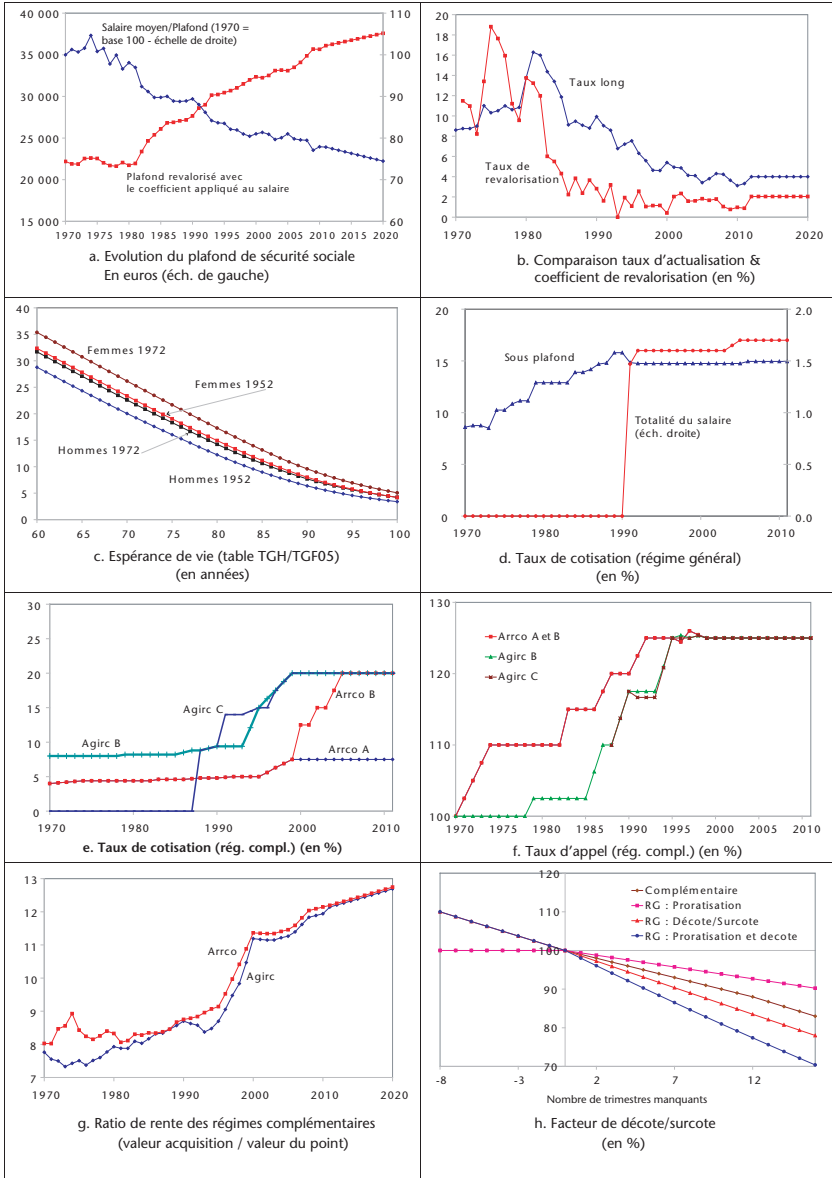 Salaire moyen/Plafond (1970 =
base 100 - échelle de droite)
40 000
35 000
30 000
25 000
20 000
15 000
110
100
90
80
70
60
Plafond revalorisé avec
le coefficient appliqué au salaire
1970 1975 1980 1985 1990 1995 2000 2005 2010 2015 2020
a. Evolution du plafond de sécurité sociale
En euros (éch. de gauche)
20
18
16
14
12
10
8
6
4
2
0
Taux long
Taux de
revalorisation
1970 1980 1990 2000 2010 2020
b. Comparaison taux d'actualisation &
coefficient de revalorisation (en %)
40
35
30
25
20
15
10
5
0
Femmes 1972
Femmes 1952
Hommes 1972
Hommes 1952
60 65 70 75 80 85 90 95 100
c. Espérance de vie (table TGH/TGF05)
(en années)
20
15
10
5
0
2.0
1.5
1.0
0.5
0.0
Sous plafond
Totalité du salaire
(éch. droite)
1970 1980 1990 2000 2010
d. Taux de cotisation (régime général)
(en %)
30
25
20
15
10
5
0
Agirc C
Arrco B
Agirc B
Arrco A
1970 1980 1990 2000 2010
e. Taux de cotisation (rég. compl.) (en %)
130
120
110
100
Arrco A et B
Agirc B
Agirc C
1970 1975 1980 1985 1990 1995 2000 2005 2010
f. Taux d'appel (rég. compl.) (en %)
13
12
11
10
9
8
7
Arrco
Agirc
1970 1980 1990 2000 2010 2020
g. Ratio de rente des régimes complémentaires
(valeur acquisition / valeur du point)
120
110
100
90
80
70
Complémentaire
RG : Proratisation
RG : Décote/Surcote
RG : Proratisation et decote
-8 -3 2 7 12
Nombre de trimestres manquants
h. Facteur de décote/surcote
(en %)